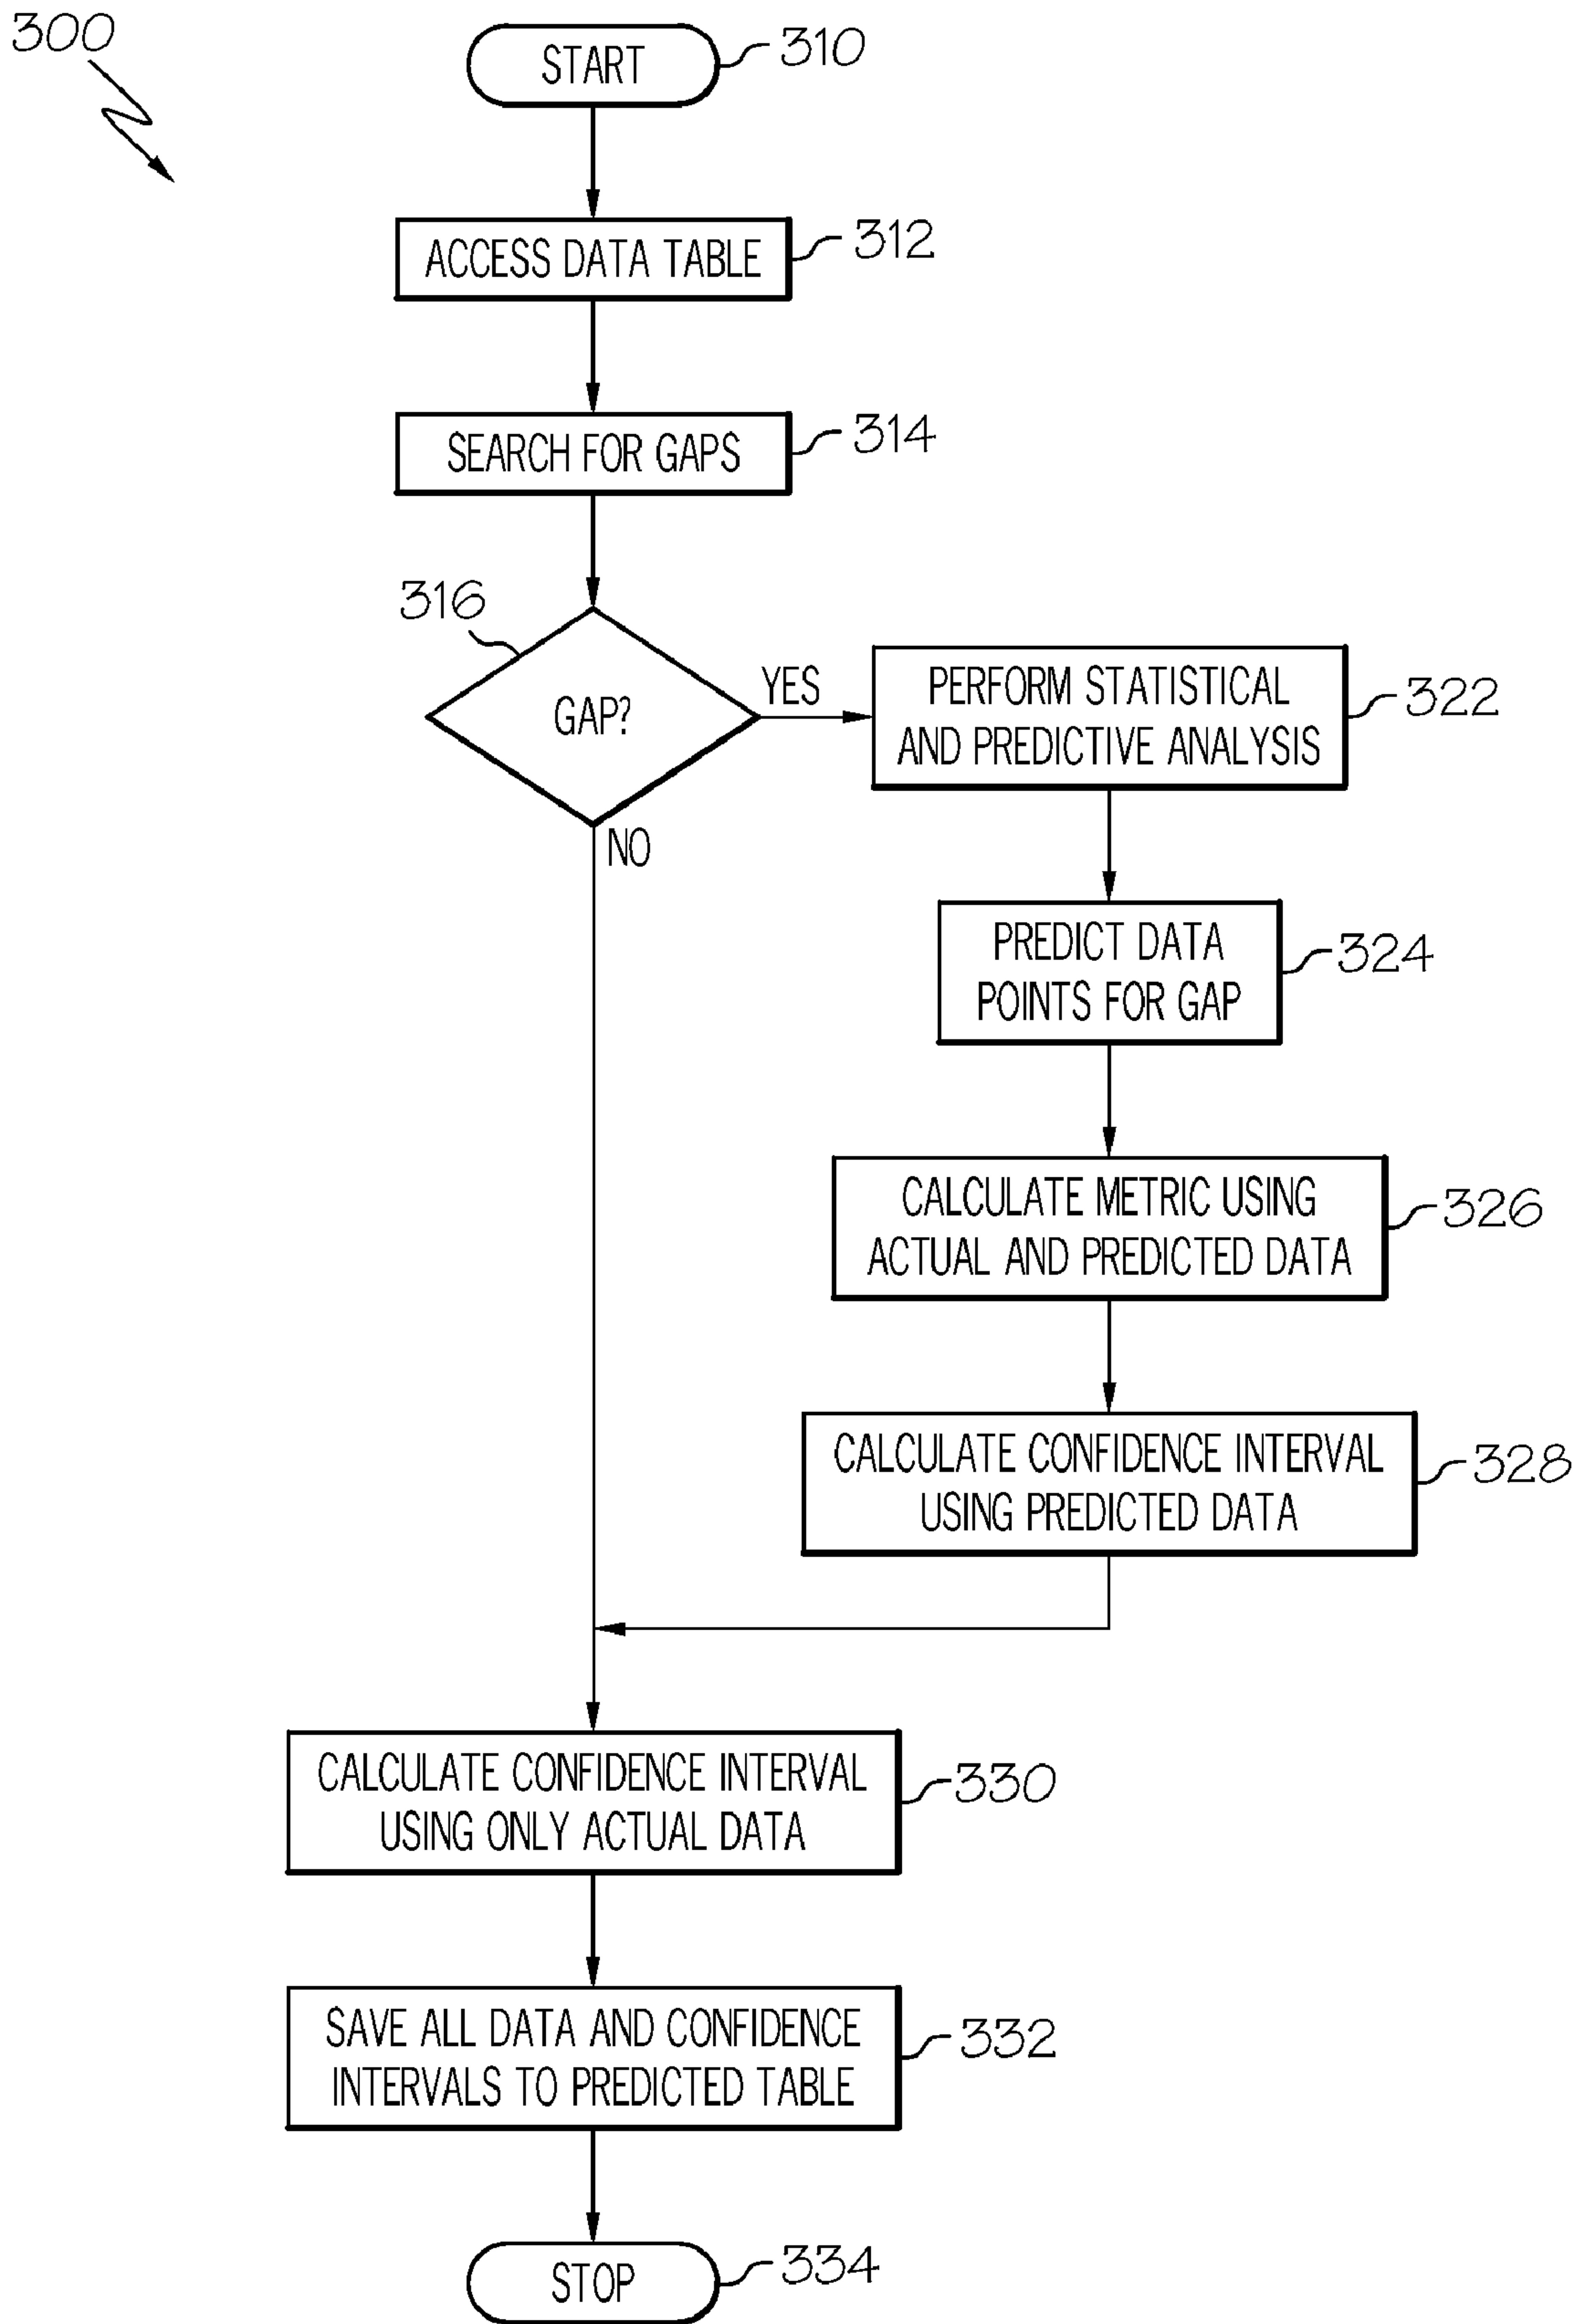 300
START
310
ACCESS DATA TABLE
312
SEARCH FOR GAPS
314
316
GAP?
YES
NO
PERFORM STATISTICAL
AND PREDICTIVE ANALYSIS
322
PREDICT DATA
POINTS FOR GAP
324
CALCULATE METRIC USING
ACTUAL AND PREDICTED DATA
326
CALCULATE CONFIDENCE INTERVAL
USING PREDICTED DATA
328
CALCULATE CONFIDENCE INTERVAL
USING ONLY ACTUAL DATA
330
SAVE ALL DATA AND CONFIDENCE
INTERVALS TO PREDICTED TABLE
332
STOP
334